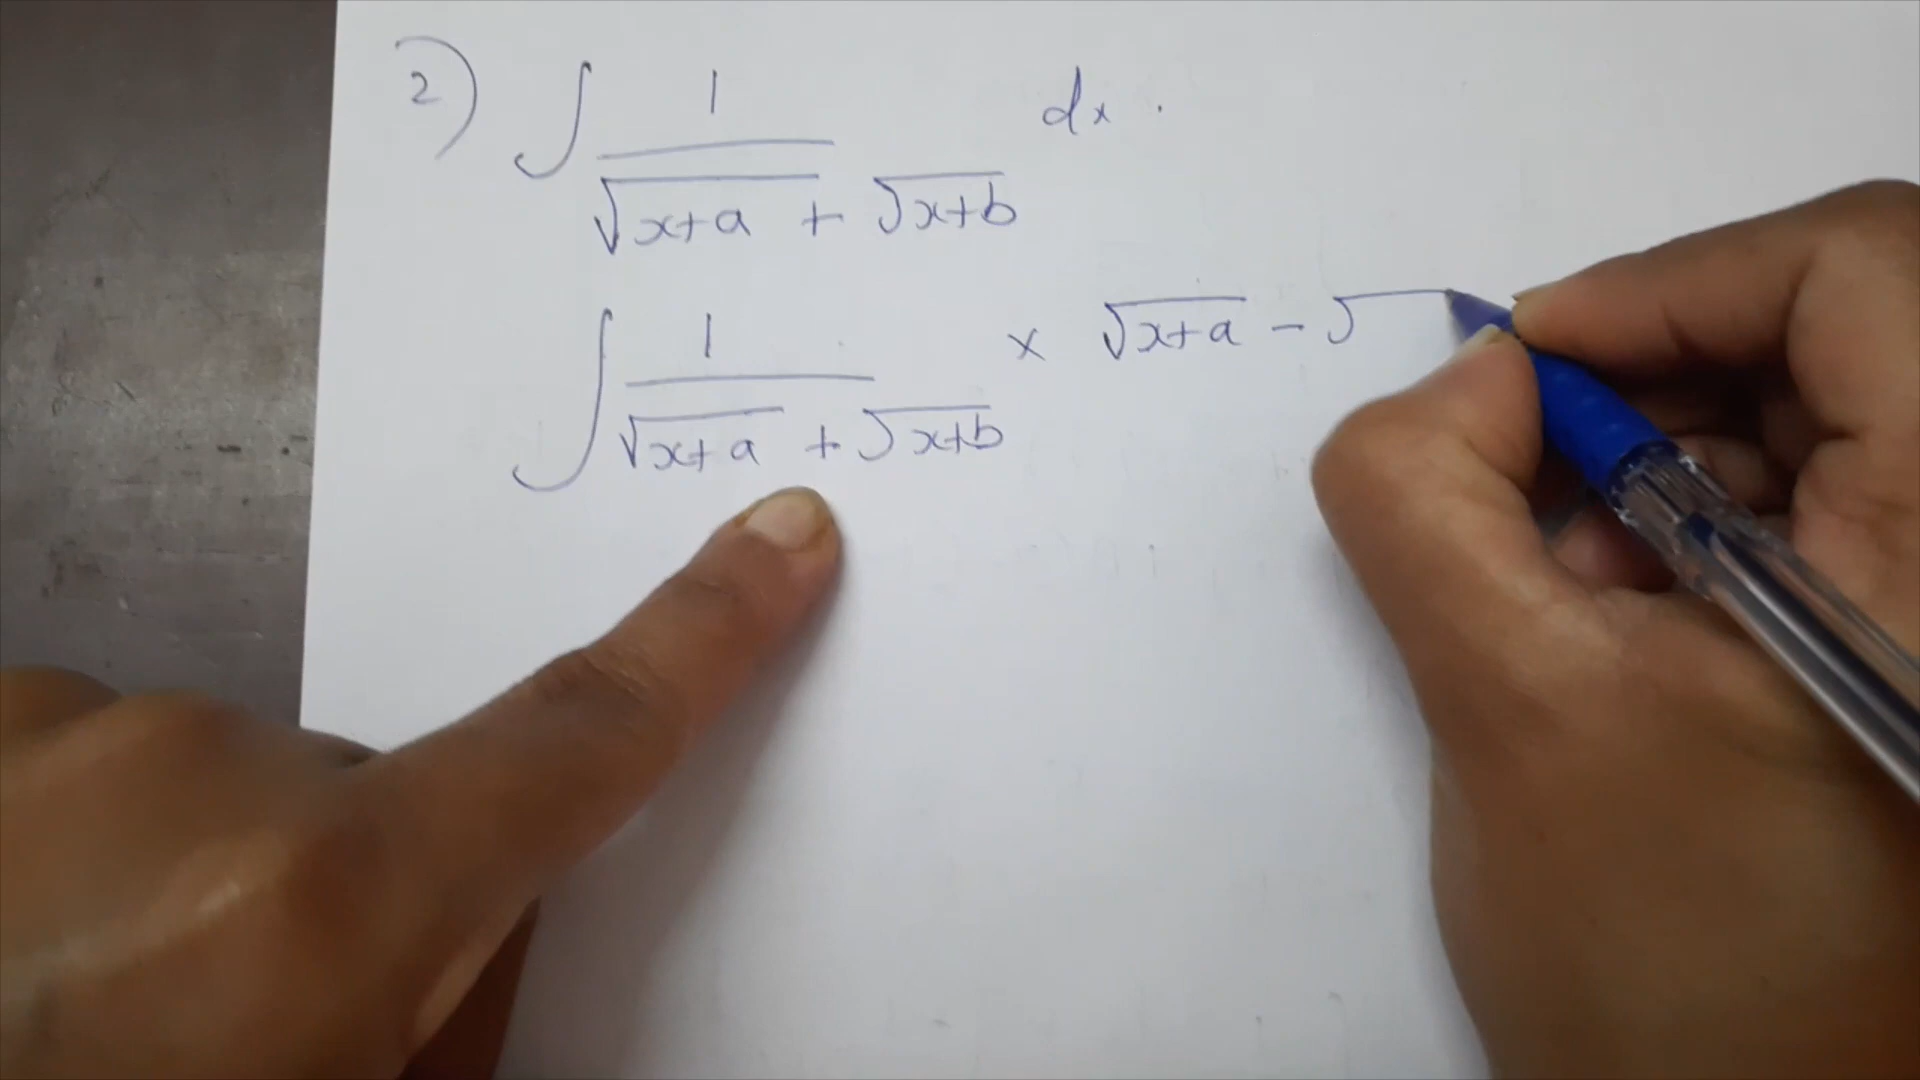 2) ∫ 1 / (√(x+a) + √(x+b)) dx .
∫ 1 / (√(x+a) + √(x+b)) × √(x+a) - √